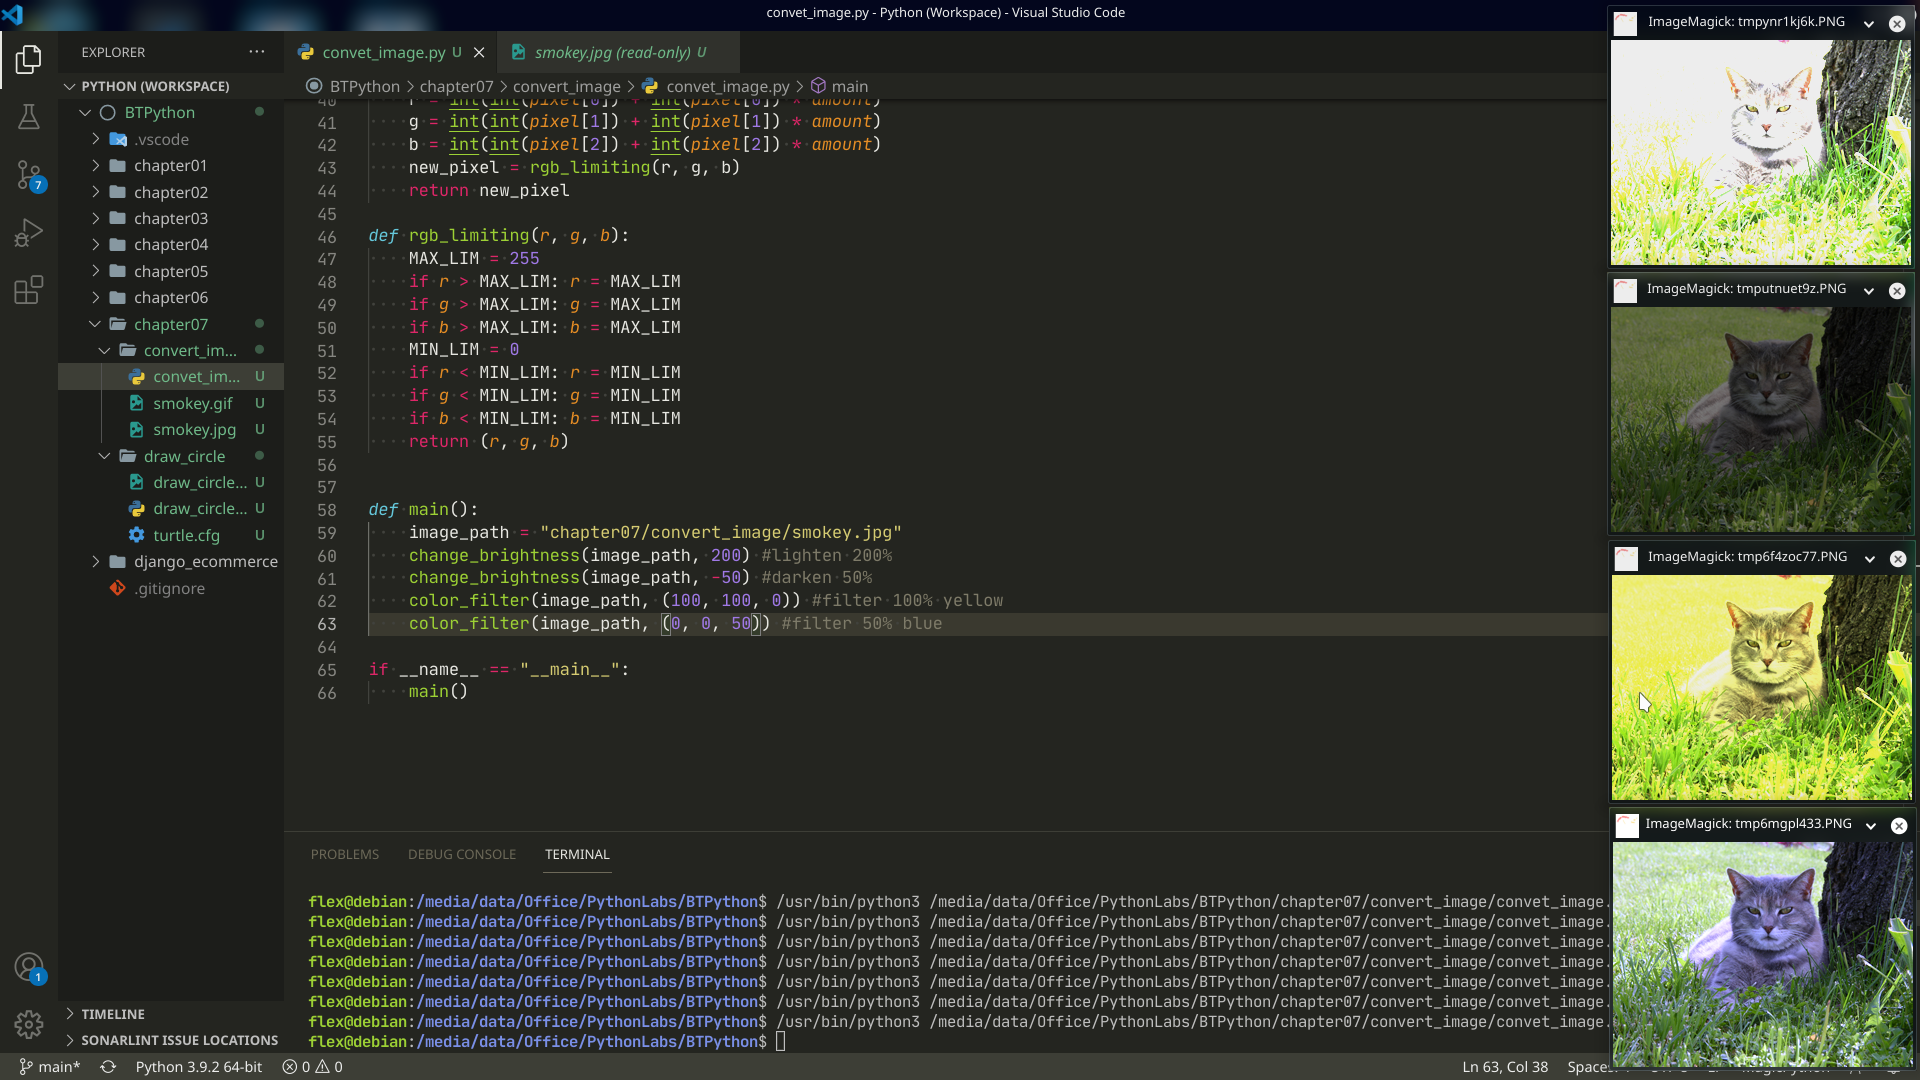 convet_image.py - Python (Workspace) - Visual Studio Code
EXPLORER
PYTHON (WORKSPACE)
BTPython
.vscode
chapter01
chapter02
chapter03
chapter04
chapter05
chapter06
chapter07
convert_im...
convet_im... U
smokey.gif U
smokey.jpg U
draw_circle
draw_circle... U
draw_circle... U
turtle.cfg U
django_ecommerce
.gitignore
TIMELINE
SONARLINT ISSUE LOCATIONS
7
1
convet_image.py U
smokey.jpg (read-only) U
BTPython > chapter07 > convert_image > convet_image.py > main
40 r = int(int(pixel[0]) + int(pixel[0]) * amount)
41 g = int(int(pixel[1]) + int(pixel[1]) * amount)
42 b = int(int(pixel[2]) + int(pixel[2]) * amount)
43 new_pixel = rgb_limiting(r, g, b)
44 return new_pixel
45
46 def rgb_limiting(r, g, b):
47 MAX_LIM = 255
48 if r > MAX_LIM: r = MAX_LIM
49 if g > MAX_LIM: g = MAX_LIM
50 if b > MAX_LIM: b = MAX_LIM
51 MIN_LIM = 0
52 if r < MIN_LIM: r = MIN_LIM
53 if g < MIN_LIM: g = MIN_LIM
54 if b < MIN_LIM: b = MIN_LIM
55 return (r, g, b)
56
57
58 def main():
59 image_path = "chapter07/convert_image/smokey.jpg"
60 change_brightness(image_path, 200) #lighten 200%
61 change_brightness(image_path, -50) #darken 50%
62 color_filter(image_path, (100, 100, 0)) #filter 100% yellow
63 color_filter(image_path, (0, 0, 50)) #filter 50% blue
64
65 if __name__ == "__main__":
66 main()
PROBLEMS DEBUG CONSOLE TERMINAL
flex@debian:/media/data/Office/PythonLabs/BTPython$ /usr/bin/python3 /media/data/Office/PythonLabs/BTPython/chapter07/convert_image/convet_image.
flex@debian:/media/data/Office/PythonLabs/BTPython$ /usr/bin/python3 /media/data/Office/PythonLabs/BTPython/chapter07/convert_image/convet_image.
flex@debian:/media/data/Office/PythonLabs/BTPython$ /usr/bin/python3 /media/data/Office/PythonLabs/BTPython/chapter07/convert_image/convet_image.
flex@debian:/media/data/Office/PythonLabs/BTPython$ /usr/bin/python3 /media/data/Office/PythonLabs/BTPython/chapter07/convert_image/convet_image.
flex@debian:/media/data/Office/PythonLabs/BTPython$ /usr/bin/python3 /media/data/Office/PythonLabs/BTPython/chapter07/convert_image/convet_image.
flex@debian:/media/data/Office/PythonLabs/BTPython$ /usr/bin/python3 /media/data/Office/PythonLabs/BTPython/chapter07/convert_image/convet_image.
flex@debian:/media/data/Office/PythonLabs/BTPython$ /usr/bin/python3 /media/data/Office/PythonLabs/BTPython/chapter07/convert_image/convet_image.
flex@debian:/media/data/Office/PythonLabs/BTPython$
ImageMagick: tmpynr1kj6k.PNG
ImageMagick: tmputnuet9z.PNG
ImageMagick: tmp6f4zoc77.PNG
ImageMagick: tmp6mgpl433.PNG
main* Python 3.9.2 64-bit 0 0 Ln 63, Col 38